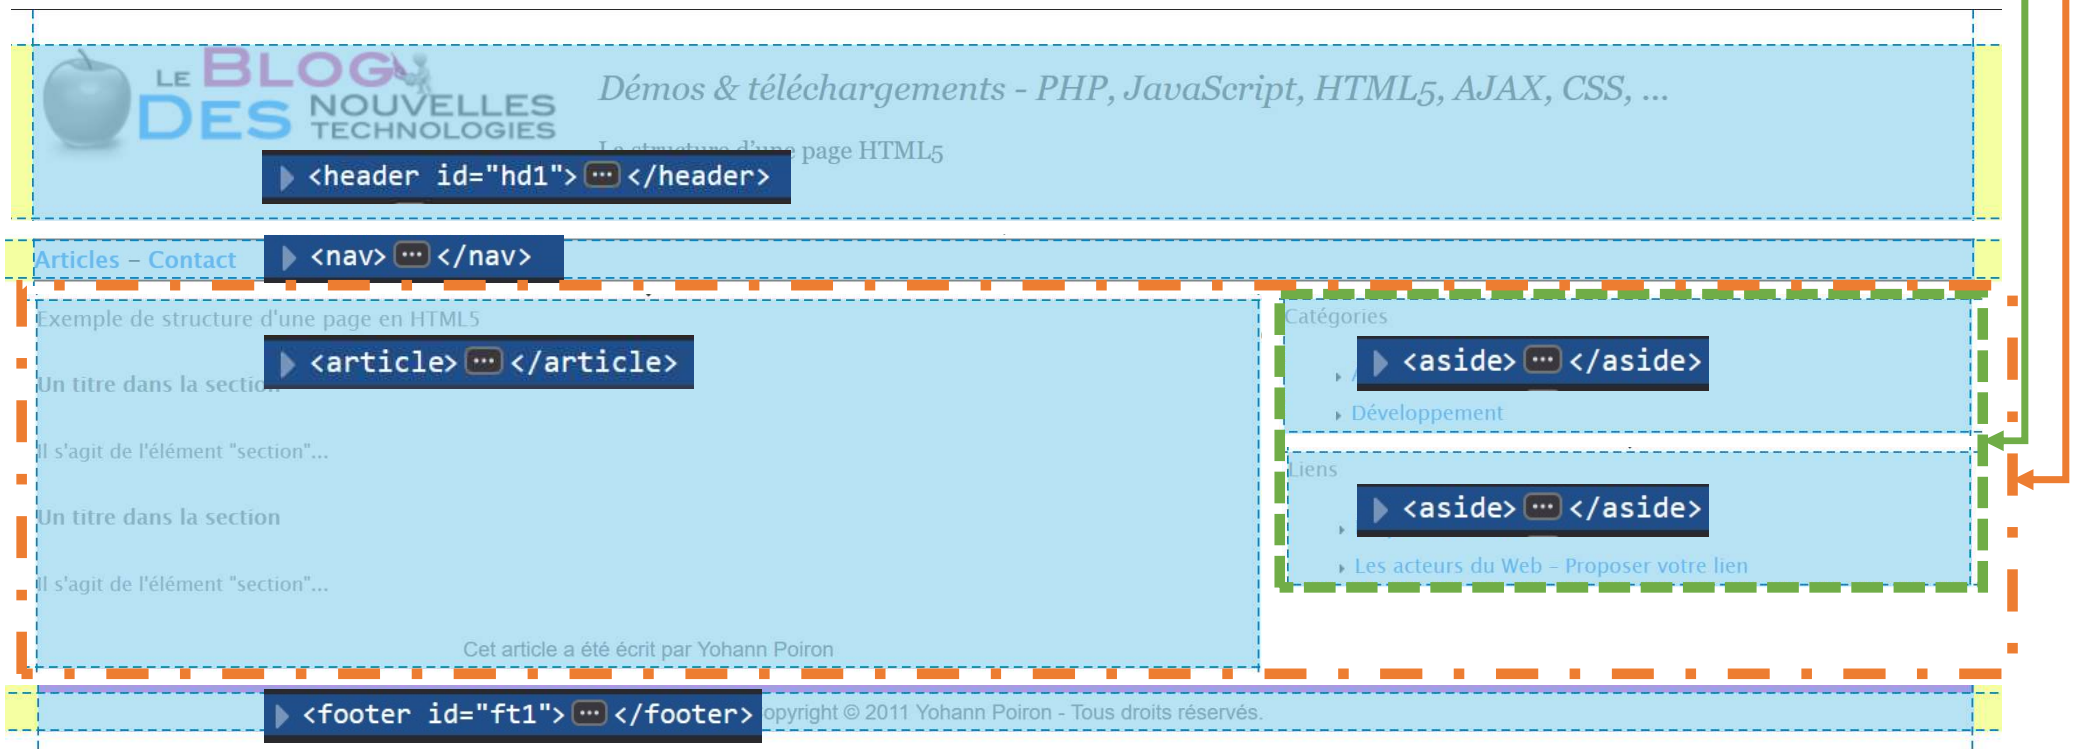 LE BLOG
DES NOUVELLES
TECHNOLOGIES
Démos & téléchargements - PHP, JavaScript, HTML5, AJAX, CSS, ...
La structure d'une page HTML5
<header id="hd1">···</header>
Articles – Contact
<nav>···</nav>
Exemple de structure d'une page en HTML5
<article>···</article>
Un titre dans la section
Il s'agit de l'élément "section"...
Un titre dans la section
Il s'agit de l'élément "section"...
Cet article a été écrit par Yohann Poiron
Catégories
<aside>···</aside>
Développement
Liens
<aside>···</aside>
Les acteurs du Web – Proposer votre lien
<footer id="ft1">···</footer>
opyright © 2011 Yohann Poiron - Tous droits réservés.